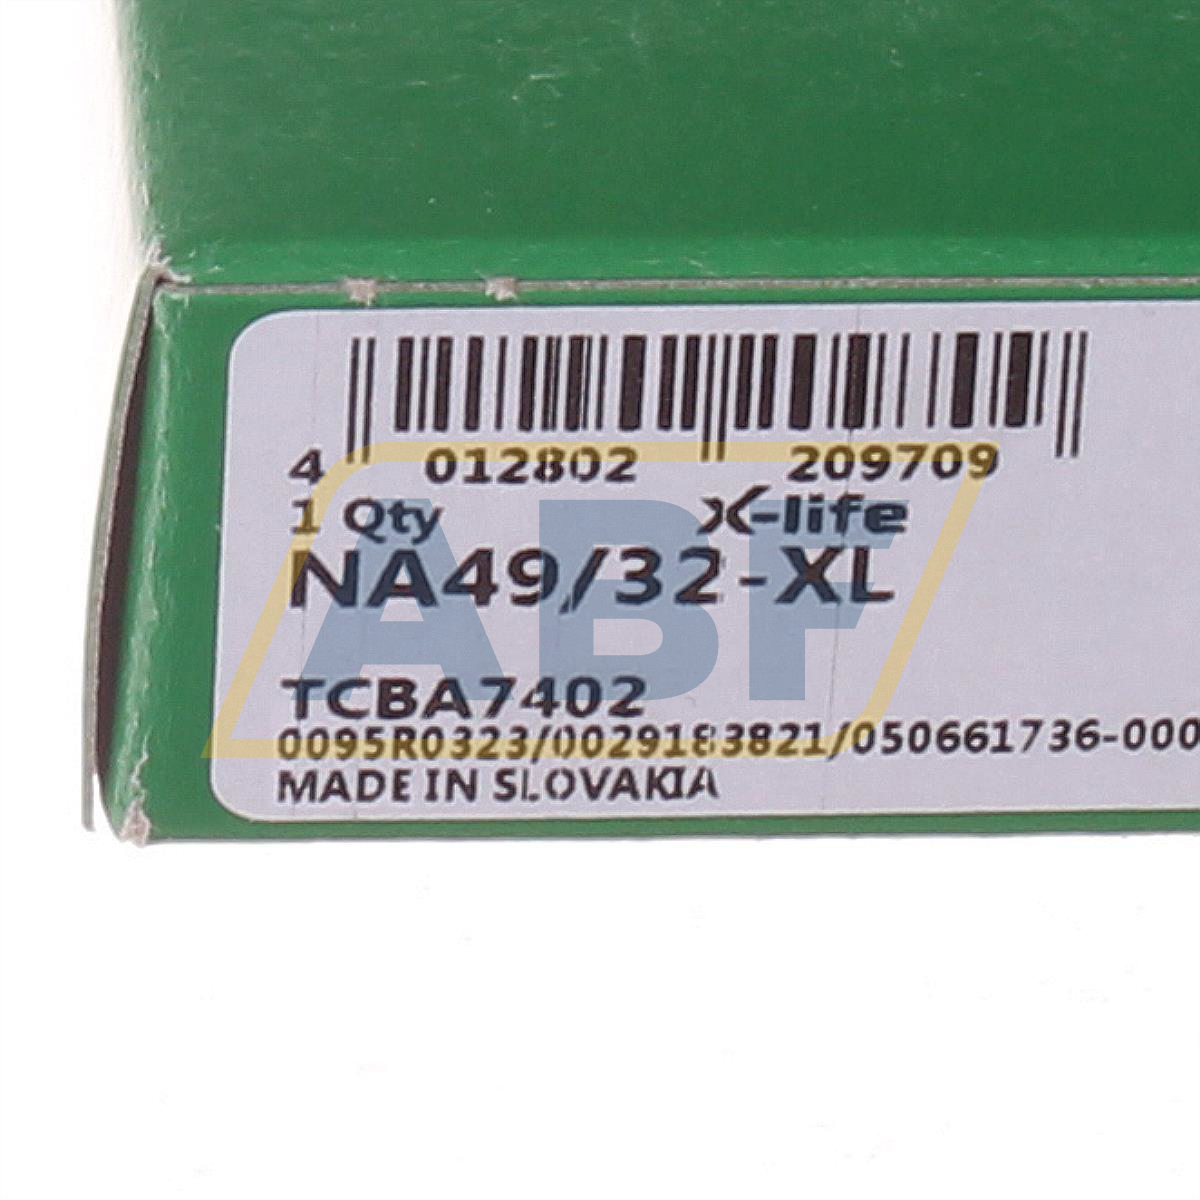 4 012802 209709
1 Qty X-life
NA49/32-XL
ABF
TCBA7402
0095R0323/0029183821/050661736-000
MADE IN SLOVAKIA